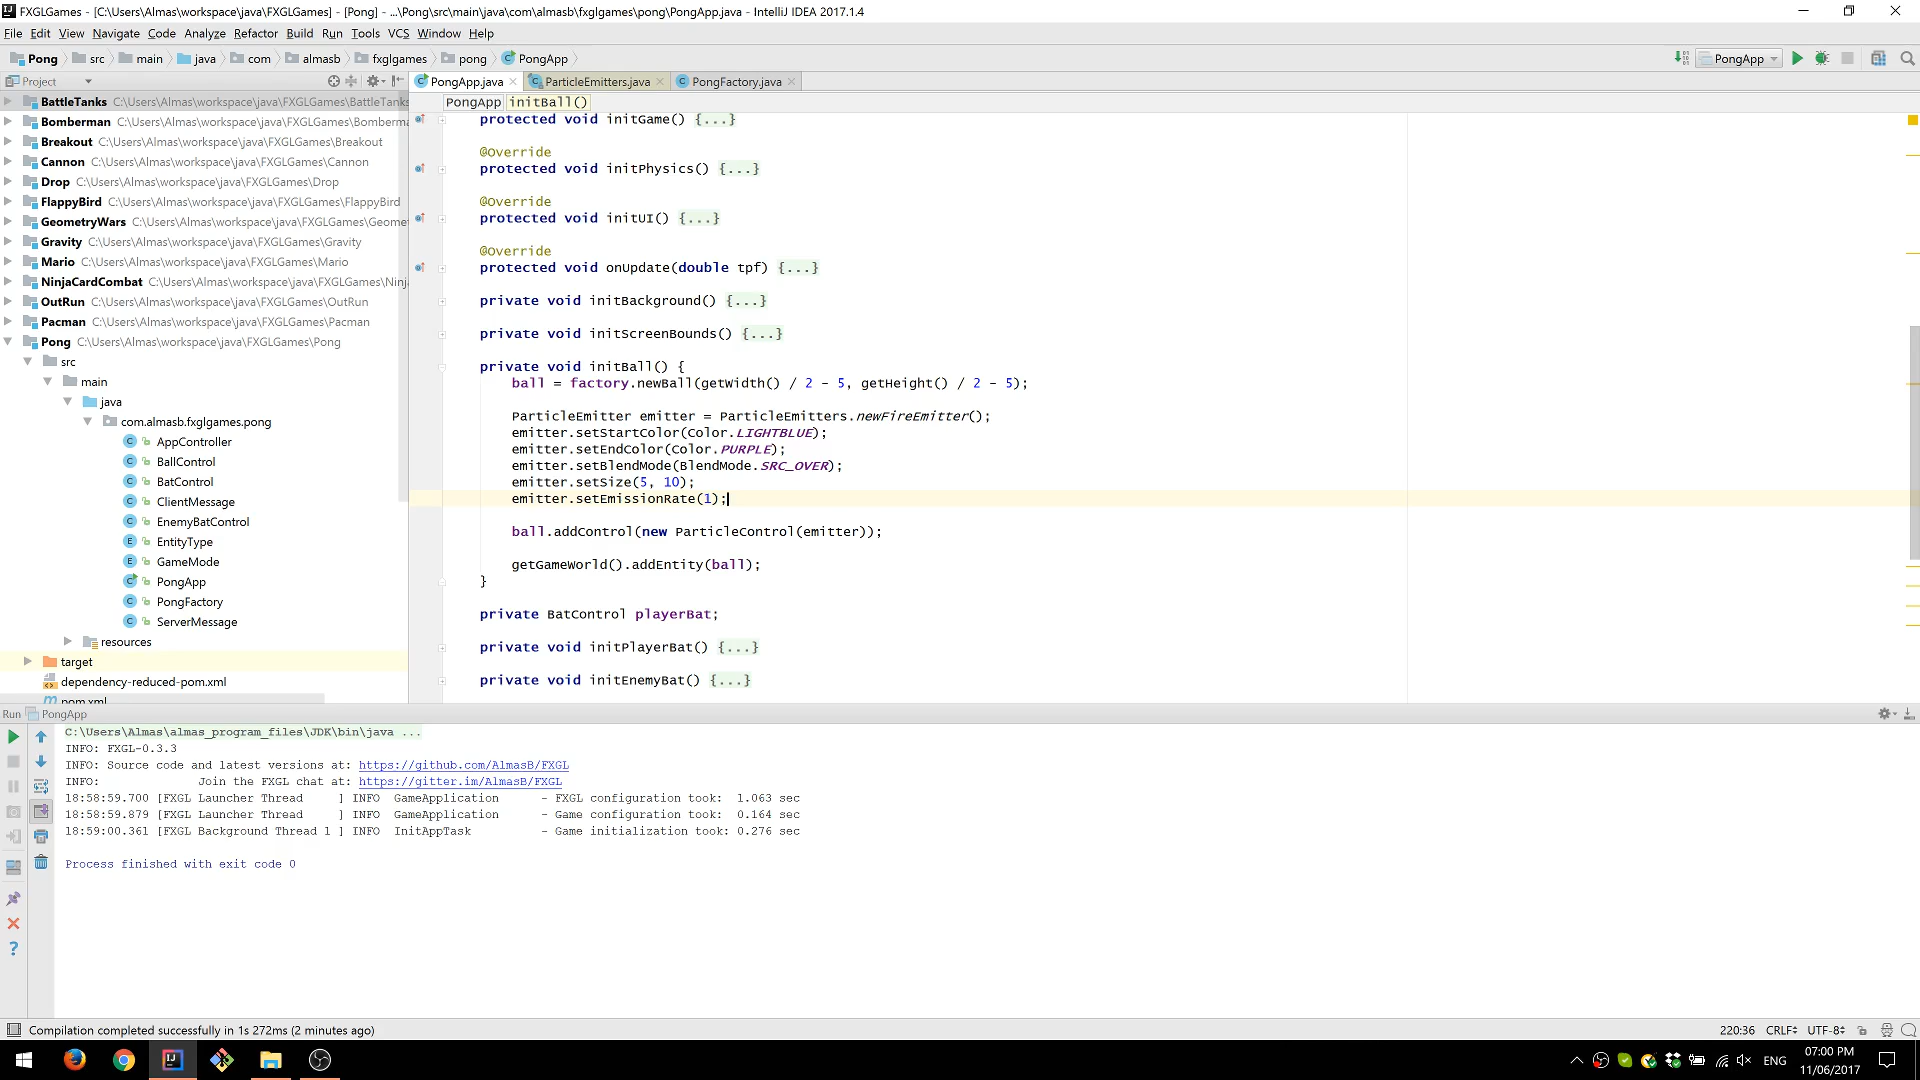 FXGLGames - [C:\Users\Almas\workspace\java\FXGLGames] - [Pong] - ...\Pong\src\main\java\com\almasb\fxglgames\pong\PongApp.java - IntelliJ IDEA 2017.1.4
File Edit View Navigate Code Analyze Refactor Build Run Tools VCS Window Help
Pong src main java com almasb fxglgames pong PongApp PongApp
Project
PongApp.java ParticleEmitters.java PongFactory.java
PongApp initBall()
BattleTanks C:\Users\Almas\workspace\java\FXGLGames\BattleTanks
Bomberman C:\Users\Almas\workspace\java\FXGLGames\Bomberma
Breakout C:\Users\Almas\workspace\java\FXGLGames\Breakout
Cannon C:\Users\Almas\workspace\java\FXGLGames\Cannon
Drop C:\Users\Almas\workspace\java\FXGLGames\Drop
FlappyBird C:\Users\Almas\workspace\java\FXGLGames\FlappyBird
GeometryWars C:\Users\Almas\workspace\java\FXGLGames\Geome
Gravity C:\Users\Almas\workspace\java\FXGLGames\Gravity
Mario C:\Users\Almas\workspace\java\FXGLGames\Mario
NinjaCardCombat C:\Users\Almas\workspace\java\FXGLGames\Ninj
OutRun C:\Users\Almas\workspace\java\FXGLGames\OutRun
Pacman C:\Users\Almas\workspace\java\FXGLGames\Pacman
Pong C:\Users\Almas\workspace\java\FXGLGames\Pong
src
main
java
com.almasb.fxglgames.pong
AppController
BallControl
BatControl
ClientMessage
EnemyBatControl
EntityType
GameMode
PongApp
PongFactory
ServerMessage
resources
target
dependency-reduced-pom.xml
pom.xml
protected void initGame() {...}
@Override
protected void initPhysics() {...}
@Override
protected void initUI() {...}
@Override
protected void onUpdate(double tpf) {...}
private void initBackground() {...}
private void initScreenBounds() {...}
private void initBall() {
ball = factory.newBall(getWidth() / 2 - 5, getHeight() / 2 - 5);
ParticleEmitter emitter = ParticleEmitters.newFireEmitter();
emitter.setStartColor(Color.LIGHTBLUE);
emitter.setEndColor(Color.PURPLE);
emitter.setBlendMode(BlendMode.SRC_OVER);
emitter.setSize(5, 10);
emitter.setEmissionRate(1);
ball.addControl(new ParticleControl(emitter));
getGameWorld().addEntity(ball);
}
private BatControl playerBat;
private void initPlayerBat() {...}
private void initEnemyBat() {...}
Run PongApp
C:\Users\Almas\almas_program_files\JDK\bin\java ...
INFO: FXGL-0.3.3
INFO: Source code and latest versions at: https://github.com/AlmasB/FXGL
INFO: Join the FXGL chat at: https://gitter.im/AlmasB/FXGL
18:58:59.700 [FXGL Launcher Thread ] INFO GameApplication - FXGL configuration took: 1.063 sec
18:58:59.879 [FXGL Launcher Thread ] INFO GameApplication - Game configuration took: 0.164 sec
18:59:00.361 [FXGL Background Thread 1 ] INFO InitAppTask - Game initialization took: 0.276 sec
Process finished with exit code 0
Compilation completed successfully in 1s 272ms (2 minutes ago) 220:36 CRLF UTF-8
ENG 07:00 PM
11/06/2017